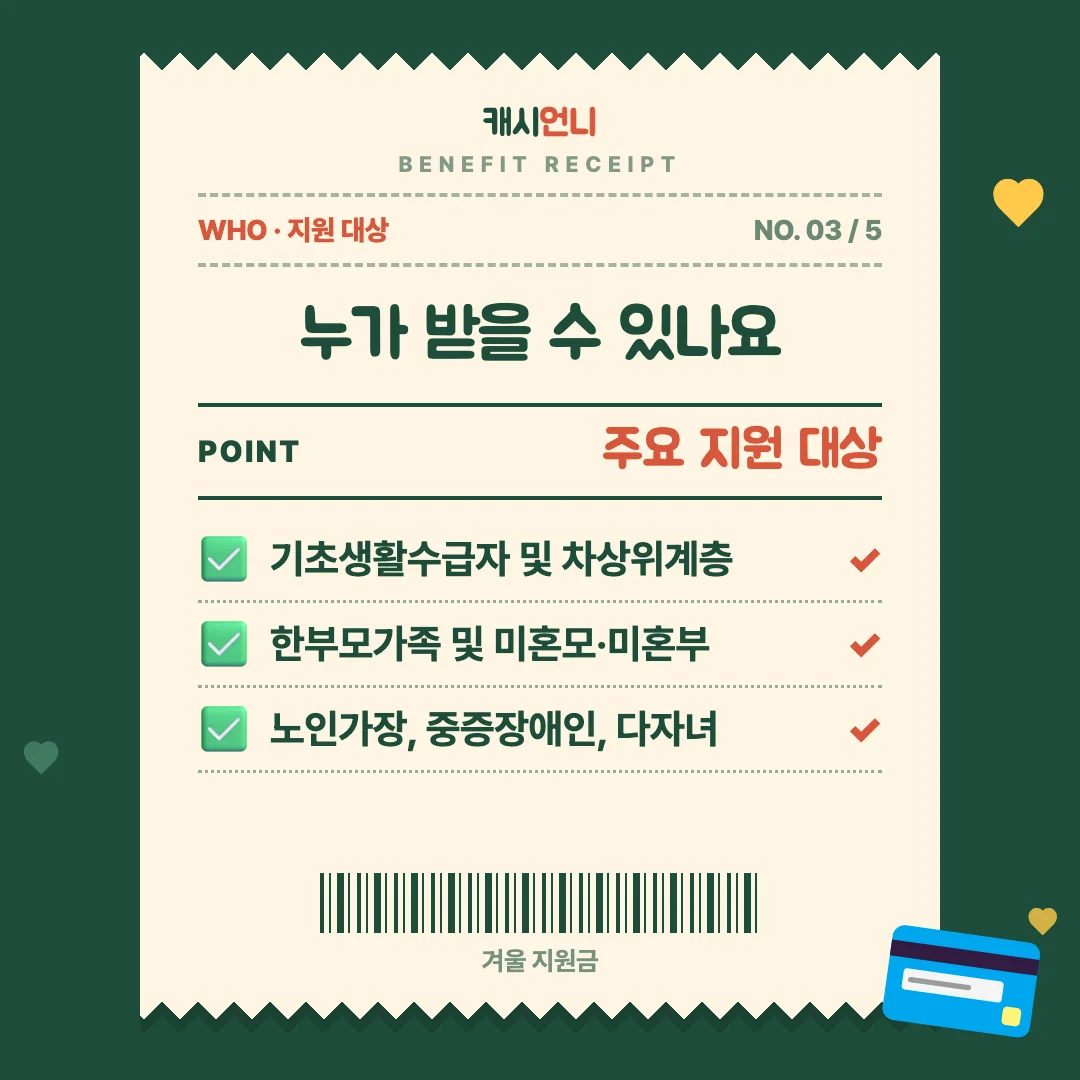 캐시언니
BENEFIT RECEIPT
WHO · 지원 대상
NO. 03 / 5
누가 받을 수 있나요
POINT
주요 지원 대상
기초생활수급자 및 차상위계층
한부모가족 및 미혼모·미혼부
노인가장, 중증장애인, 다자녀
겨울 지원금